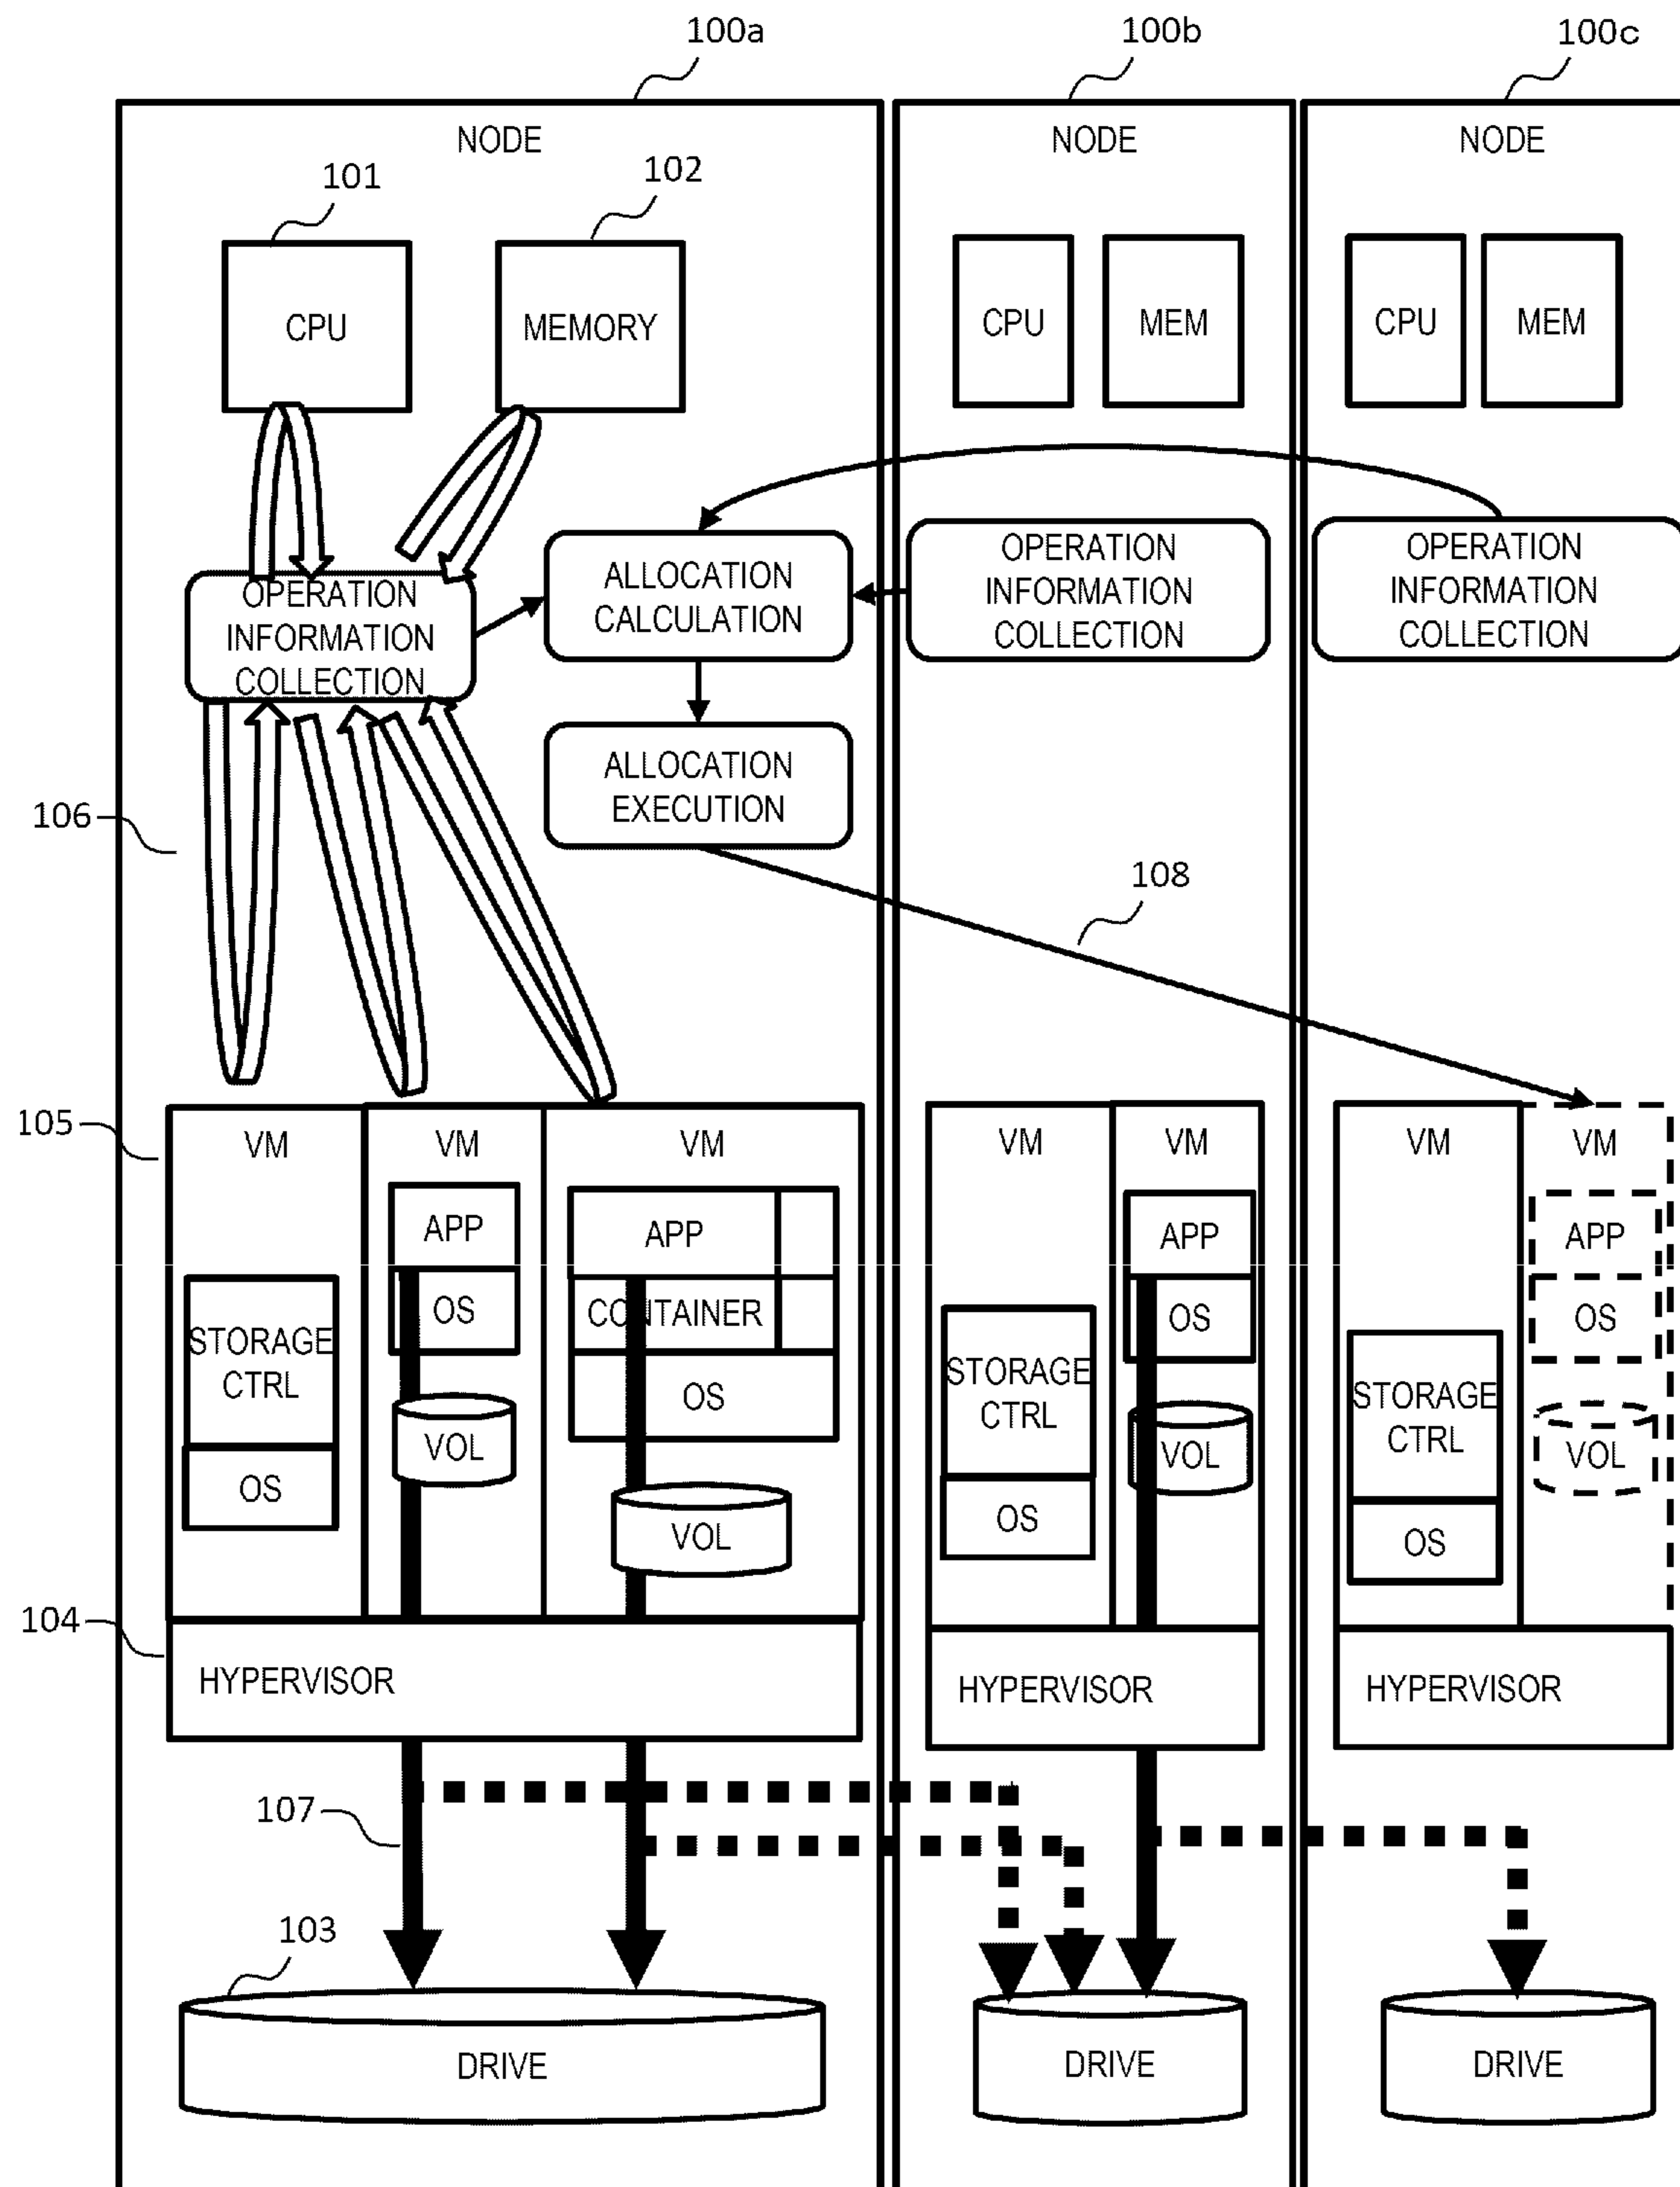 100a
100b
100c
NODE
NODE
NODE
101
102
CPU
MEMORY
CPU
MEM
CPU
MEM
OPERATION
INFORMATION
COLLECTION
ALLOCATION
CALCULATION
OPERATION
INFORMATION
COLLECTION
OPERATION
INFORMATION
COLLECTION
ALLOCATION
EXECUTION
106
108
105
VM
VM
VM
VM
VM
VM
VM
APP
APP
APP
APP
STORAGE
CTRL
OS
OS
CONTAINER
OS
VOL
VOL
STORAGE
CTRL
OS
OS
VOL
STORAGE
CTRL
OS
OS
VOL
104
HYPERVISOR
HYPERVISOR
HYPERVISOR
107
103
DRIVE
DRIVE
DRIVE